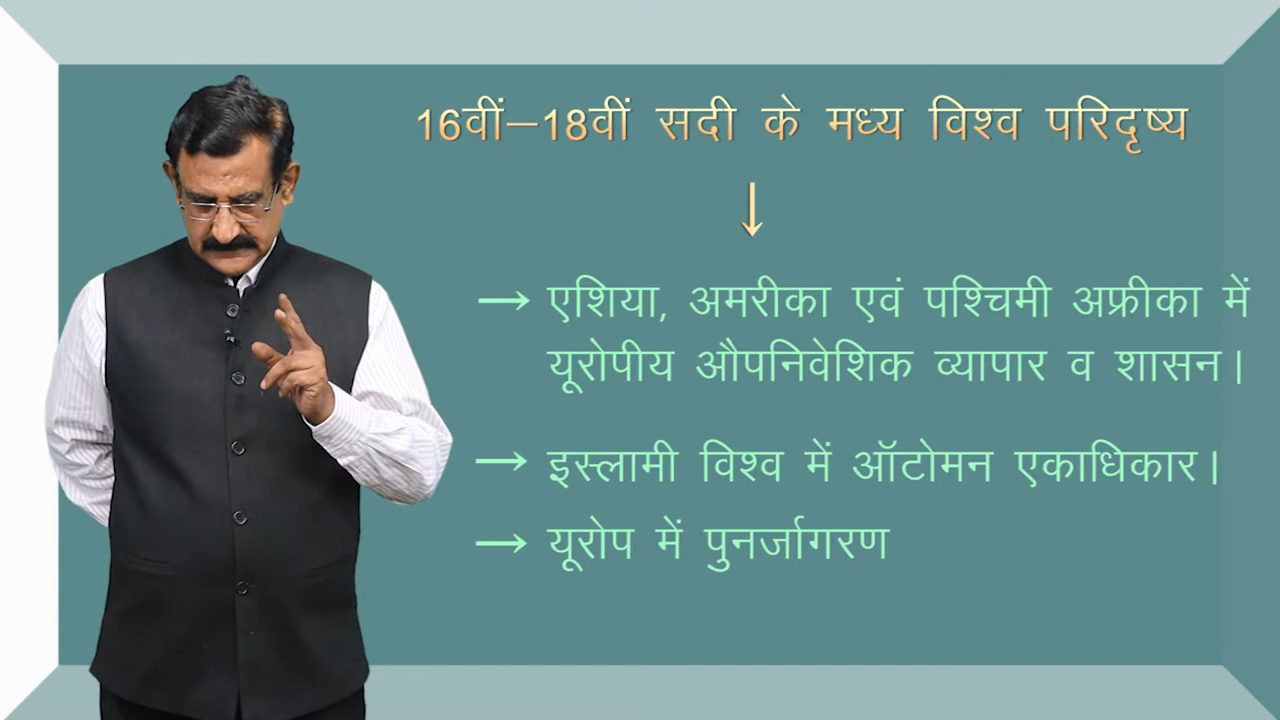 16वीं–18वीं सदी के मध्य विश्व परिदृष्य
↓
→ एशिया, अमरीका एवं पश्चिमी अफ्रीका में
यूरोपीय औपनिवेशिक व्यापार व शासन।
→ इस्लामी विश्व में ऑटोमन एकाधिकार।
→ यूरोप में पुनर्जागरण